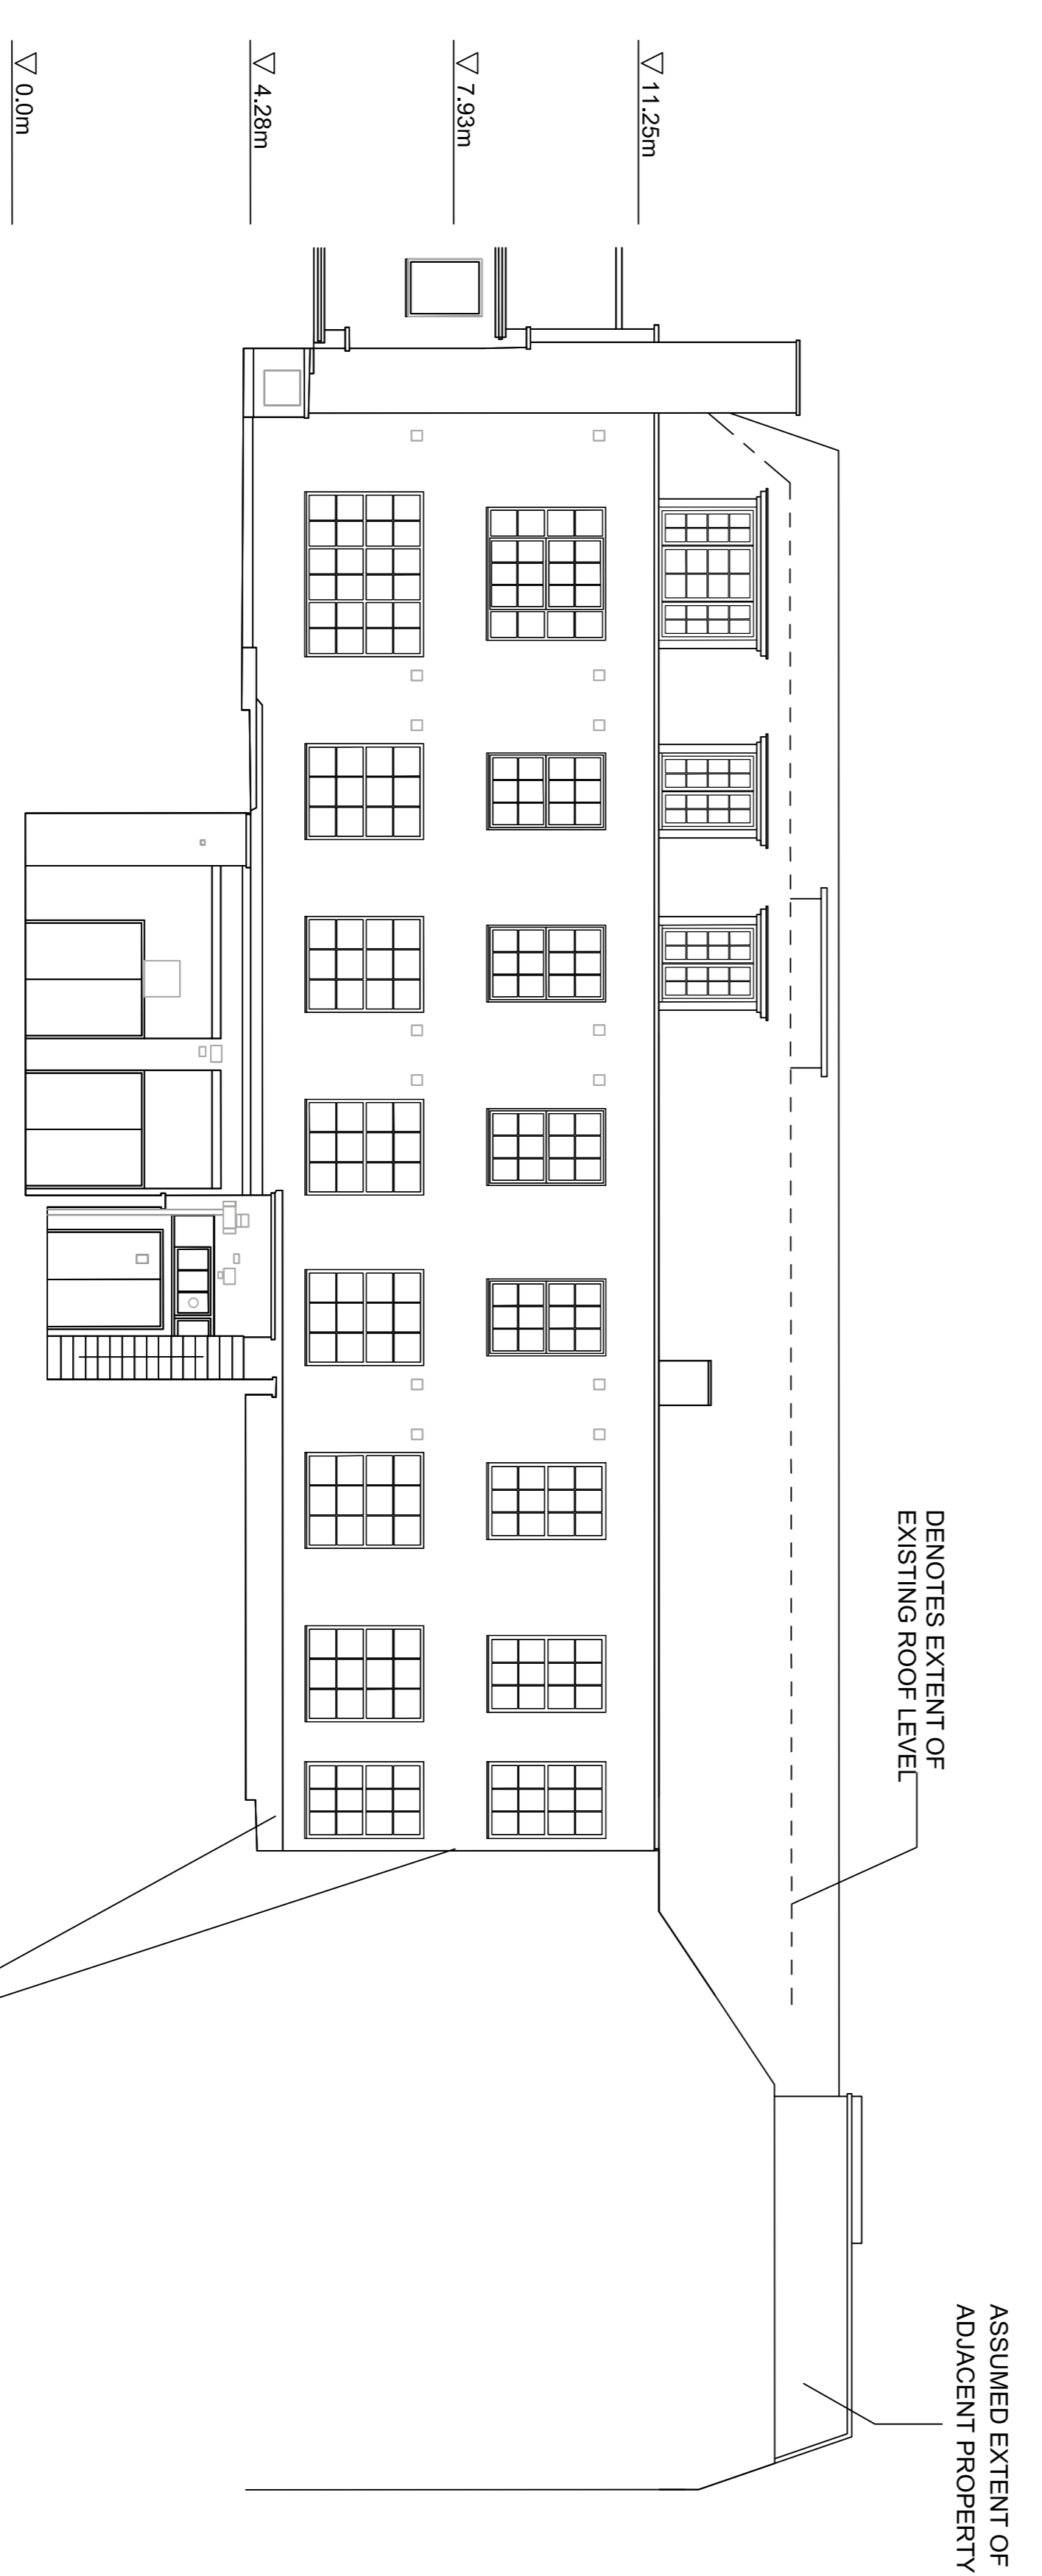 11.25m
7.93m
4.28m
0.0m
DENOTES EXTENT OF
EXISTING ROOF LEVEL
ASSUMED EXTENT OF
ADJACENT PROPERTY